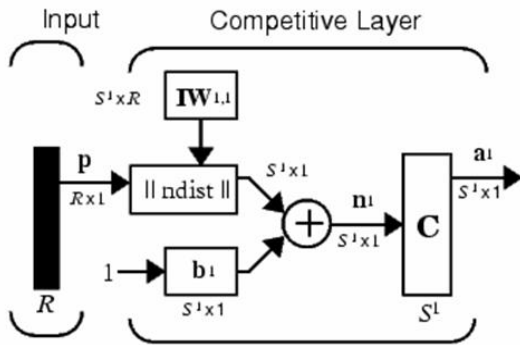 Input Competitive Layer
S¹xR IW1,1
p
Rx1
|| ndist ||
S¹x1
n1
S¹x1
a1
S¹x1
C
1
b1
S¹x1
R
S¹